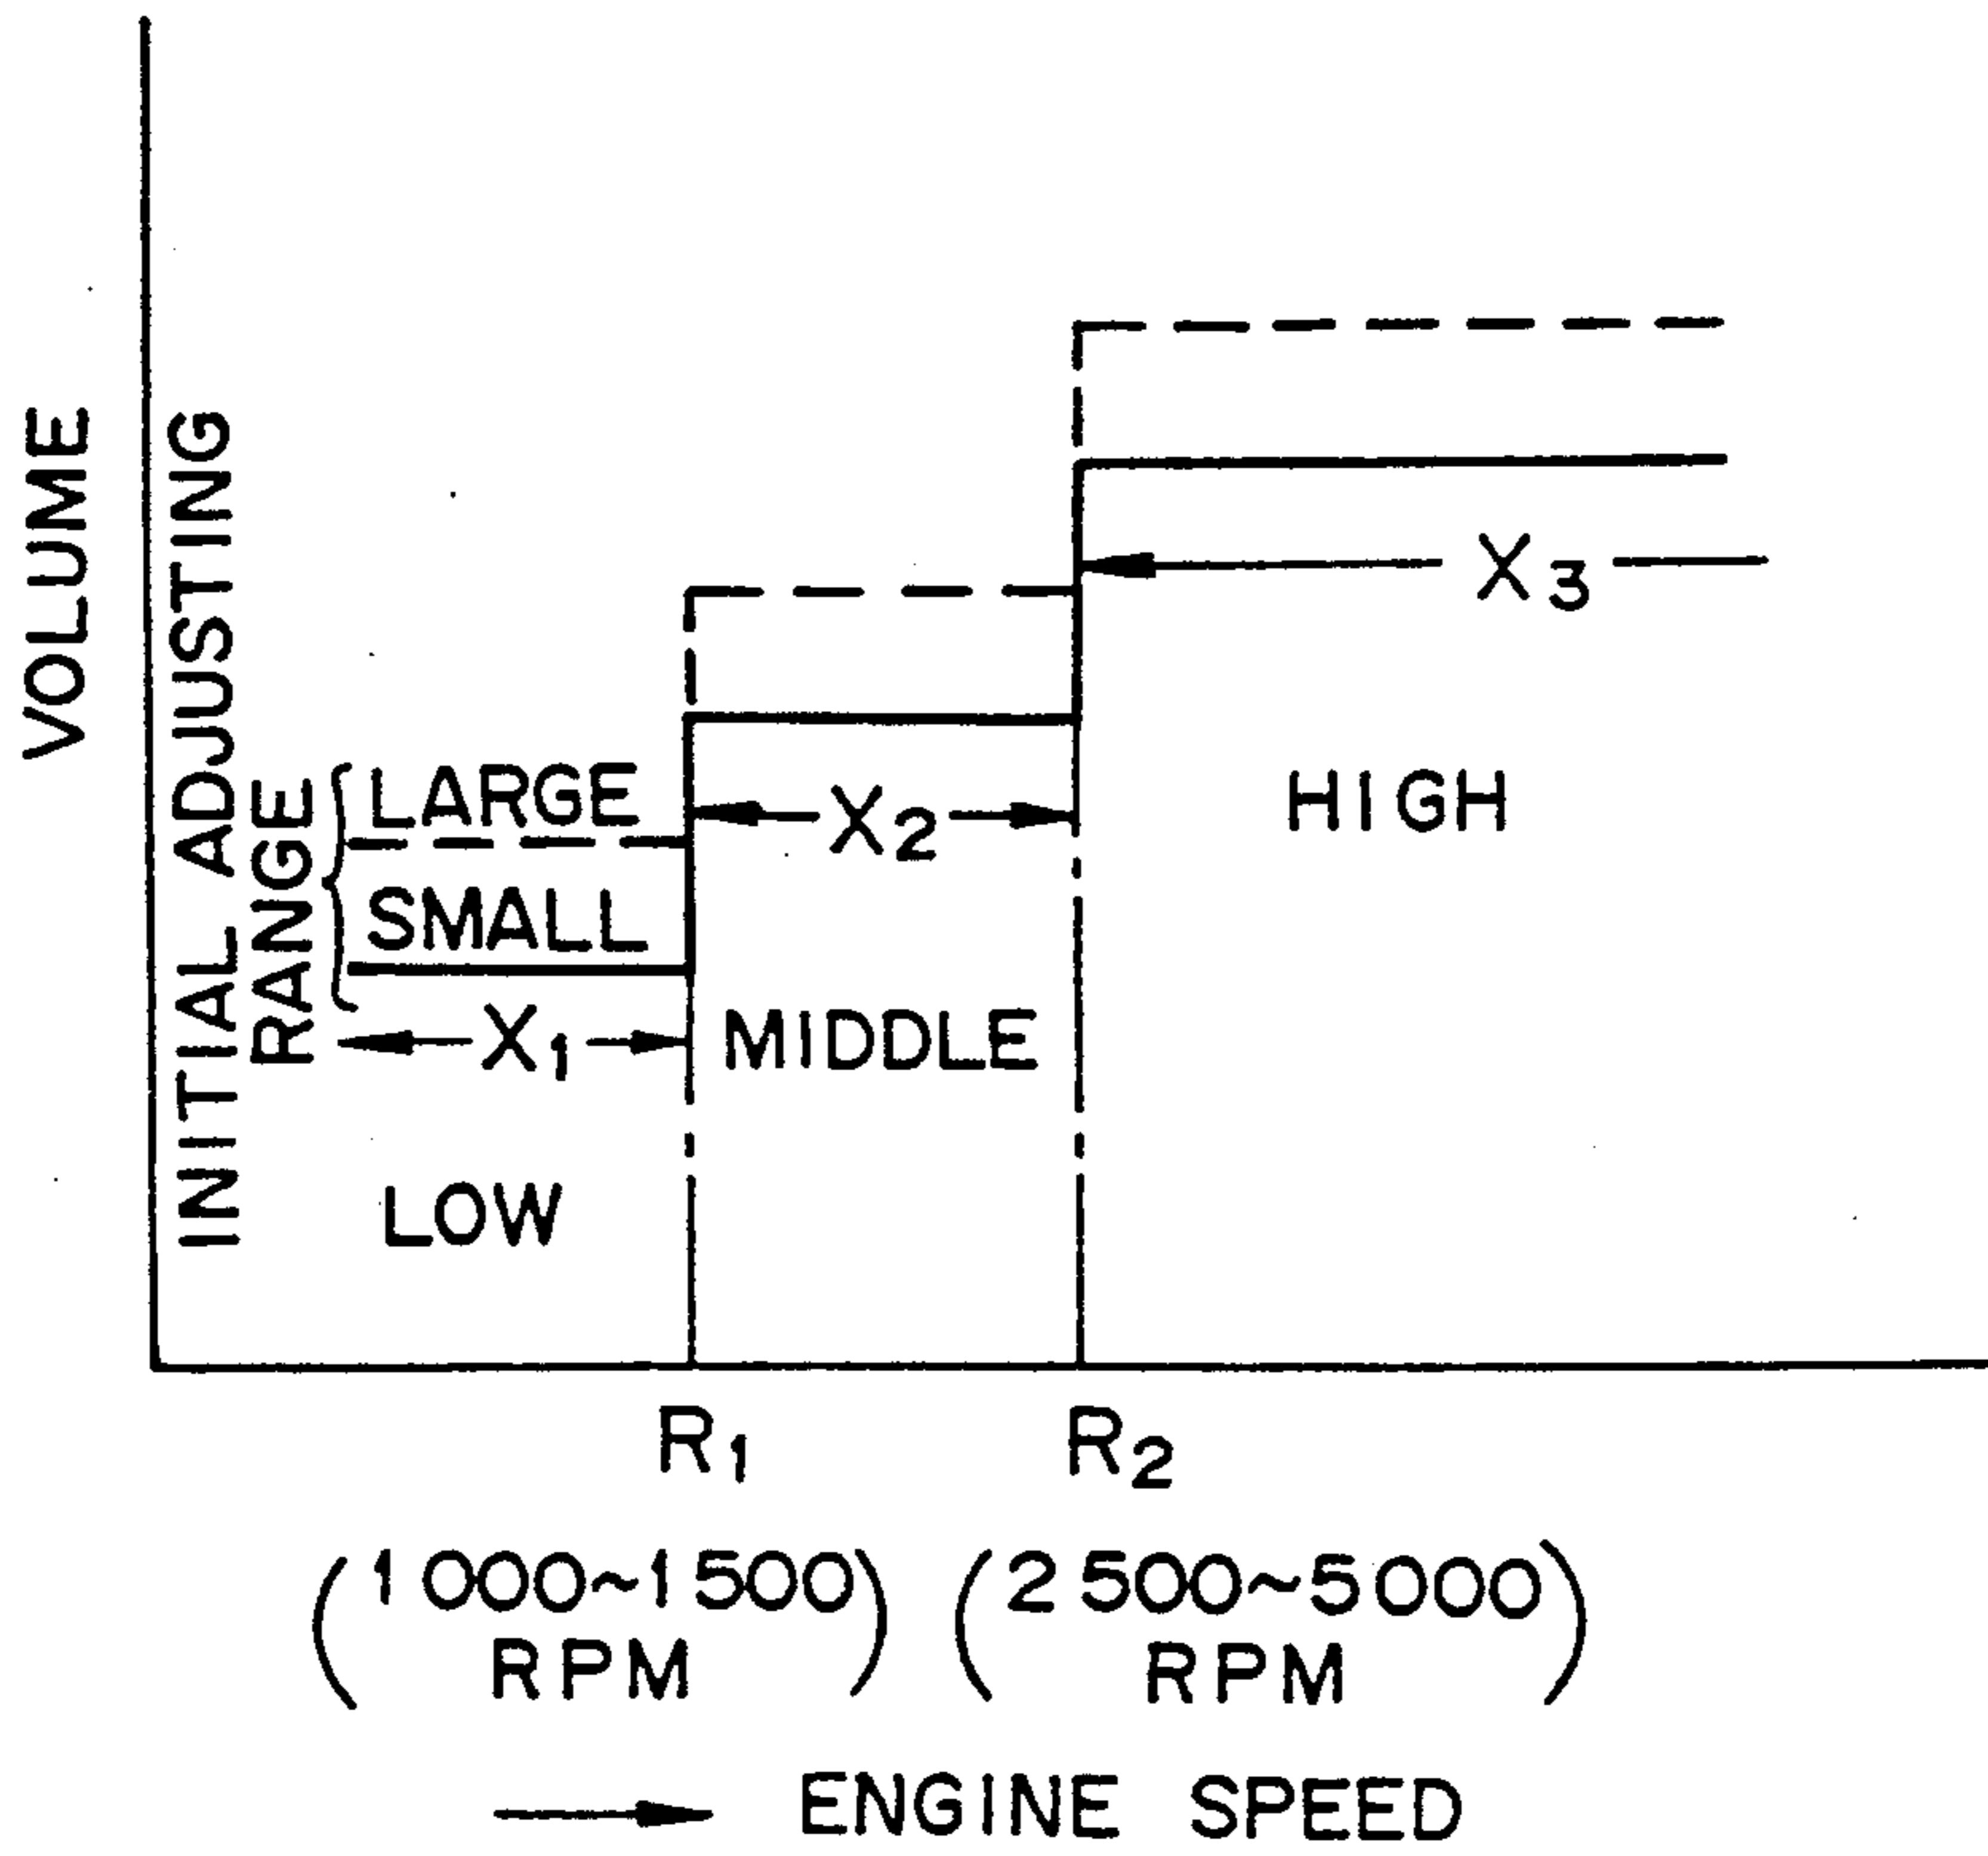 VOLUME
INITIAL ADJUSTING
RANGE
LARGE
SMALL
X1
LOW
X2
MIDDLE
X3
HIGH
R1
R2
(1000~1500)
RPM
(2500~5000)
RPM
ENGINE SPEED